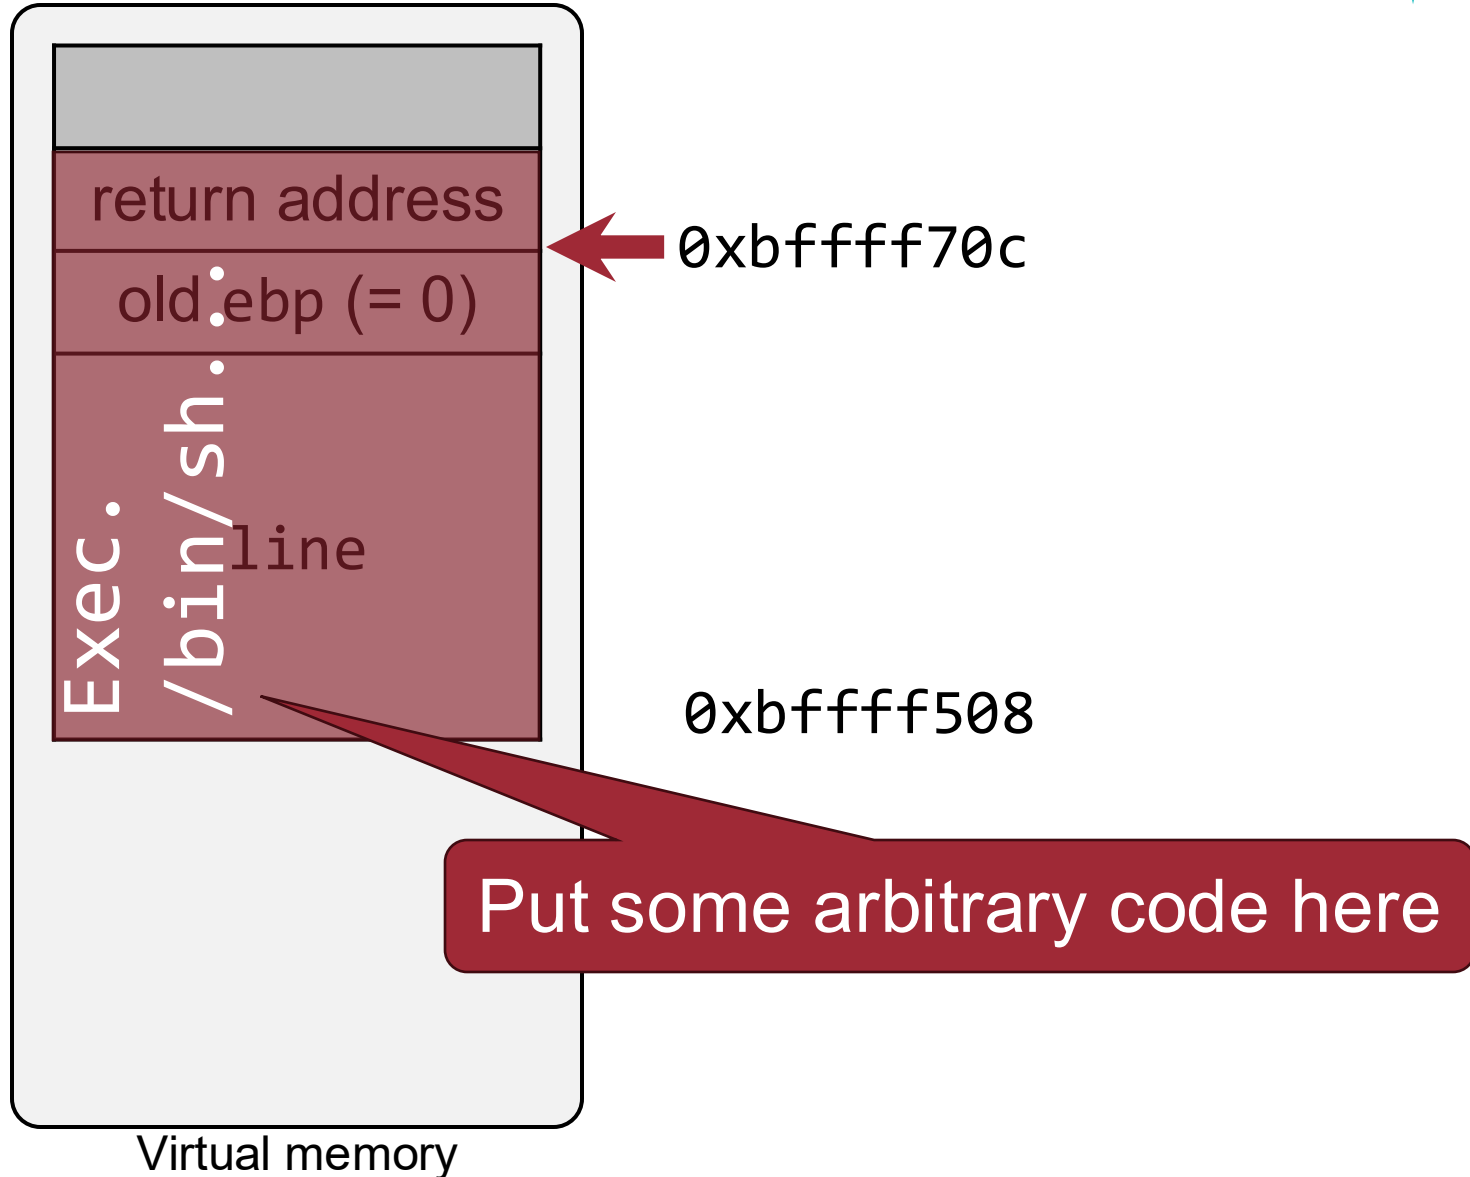 return address
0xbffff70c
old ebp (= 0)
Exec.
/bin/sh...
line
0xbffff508
Put some arbitrary code here
Virtual memory